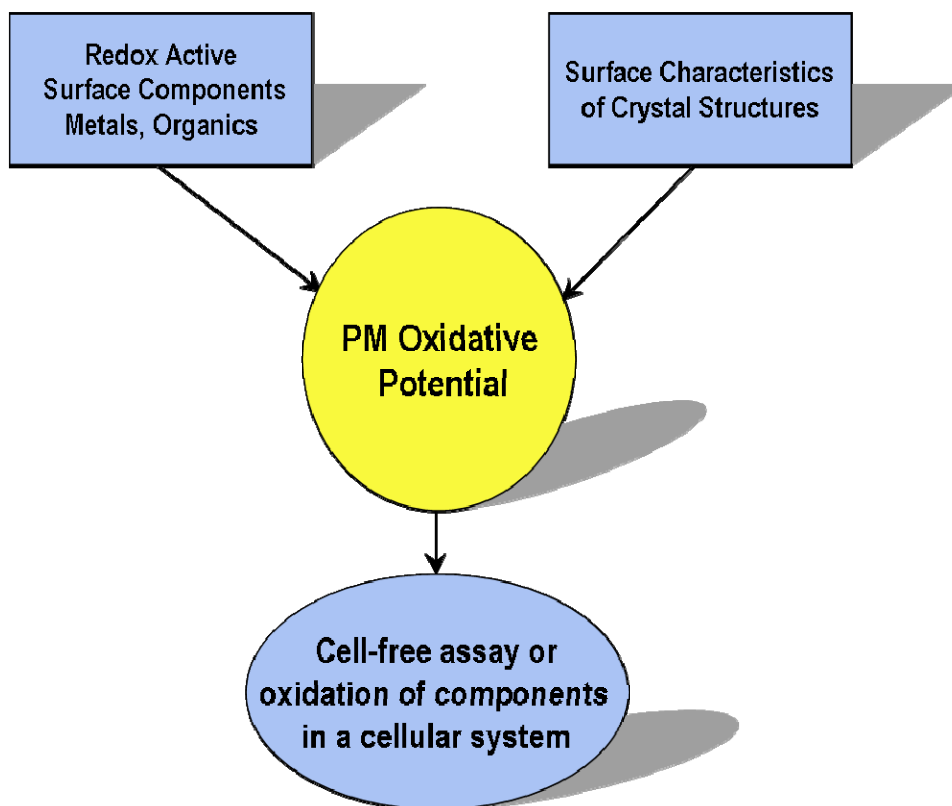 Redox Active
Surface Components
Metals, Organics
Surface Characteristics
of Crystal Structures
PM Oxidative
Potential
Cell-free assay or
oxidation of components
in a cellular system